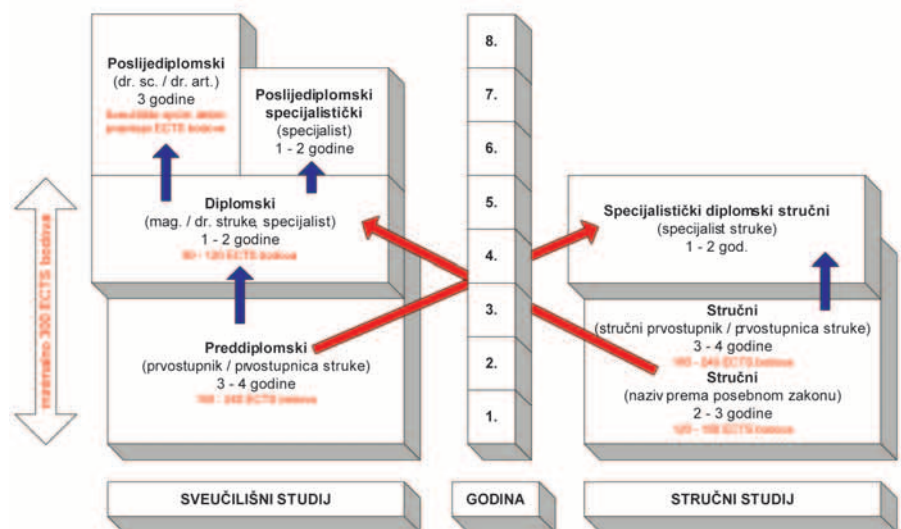 Poslijediplomski
(dr. sc. / dr. art.)
3 godine
Poslijediplomski
specijalistički
(specijalist)
1 - 2 godine
Diplomski
(mag. / dr. struke, specijalist)
1 - 2 godine
60 - 120 ECTS bodova
Preddiplomski
(prvostupnik / prvostupnica struke)
3 - 4 godine
180 - 240 ECTS bodova
minimalno 300 ECTS bodova
8.
7.
6.
5.
4.
3.
2.
1.
Specijalistički diplomski stručni
(specijalist struke)
1 - 2 god.
Stručni
(stručni prvostupnik / prvostupnica struke)
3 - 4 godine
180 - 240 ECTS bodova
Stručni
(naziv prema posebnom zakonu)
2 - 3 godine
120 - 180 ECTS bodova
SVEUČILIŠNI STUDIJ
GODINA
STRUČNI STUDIJ